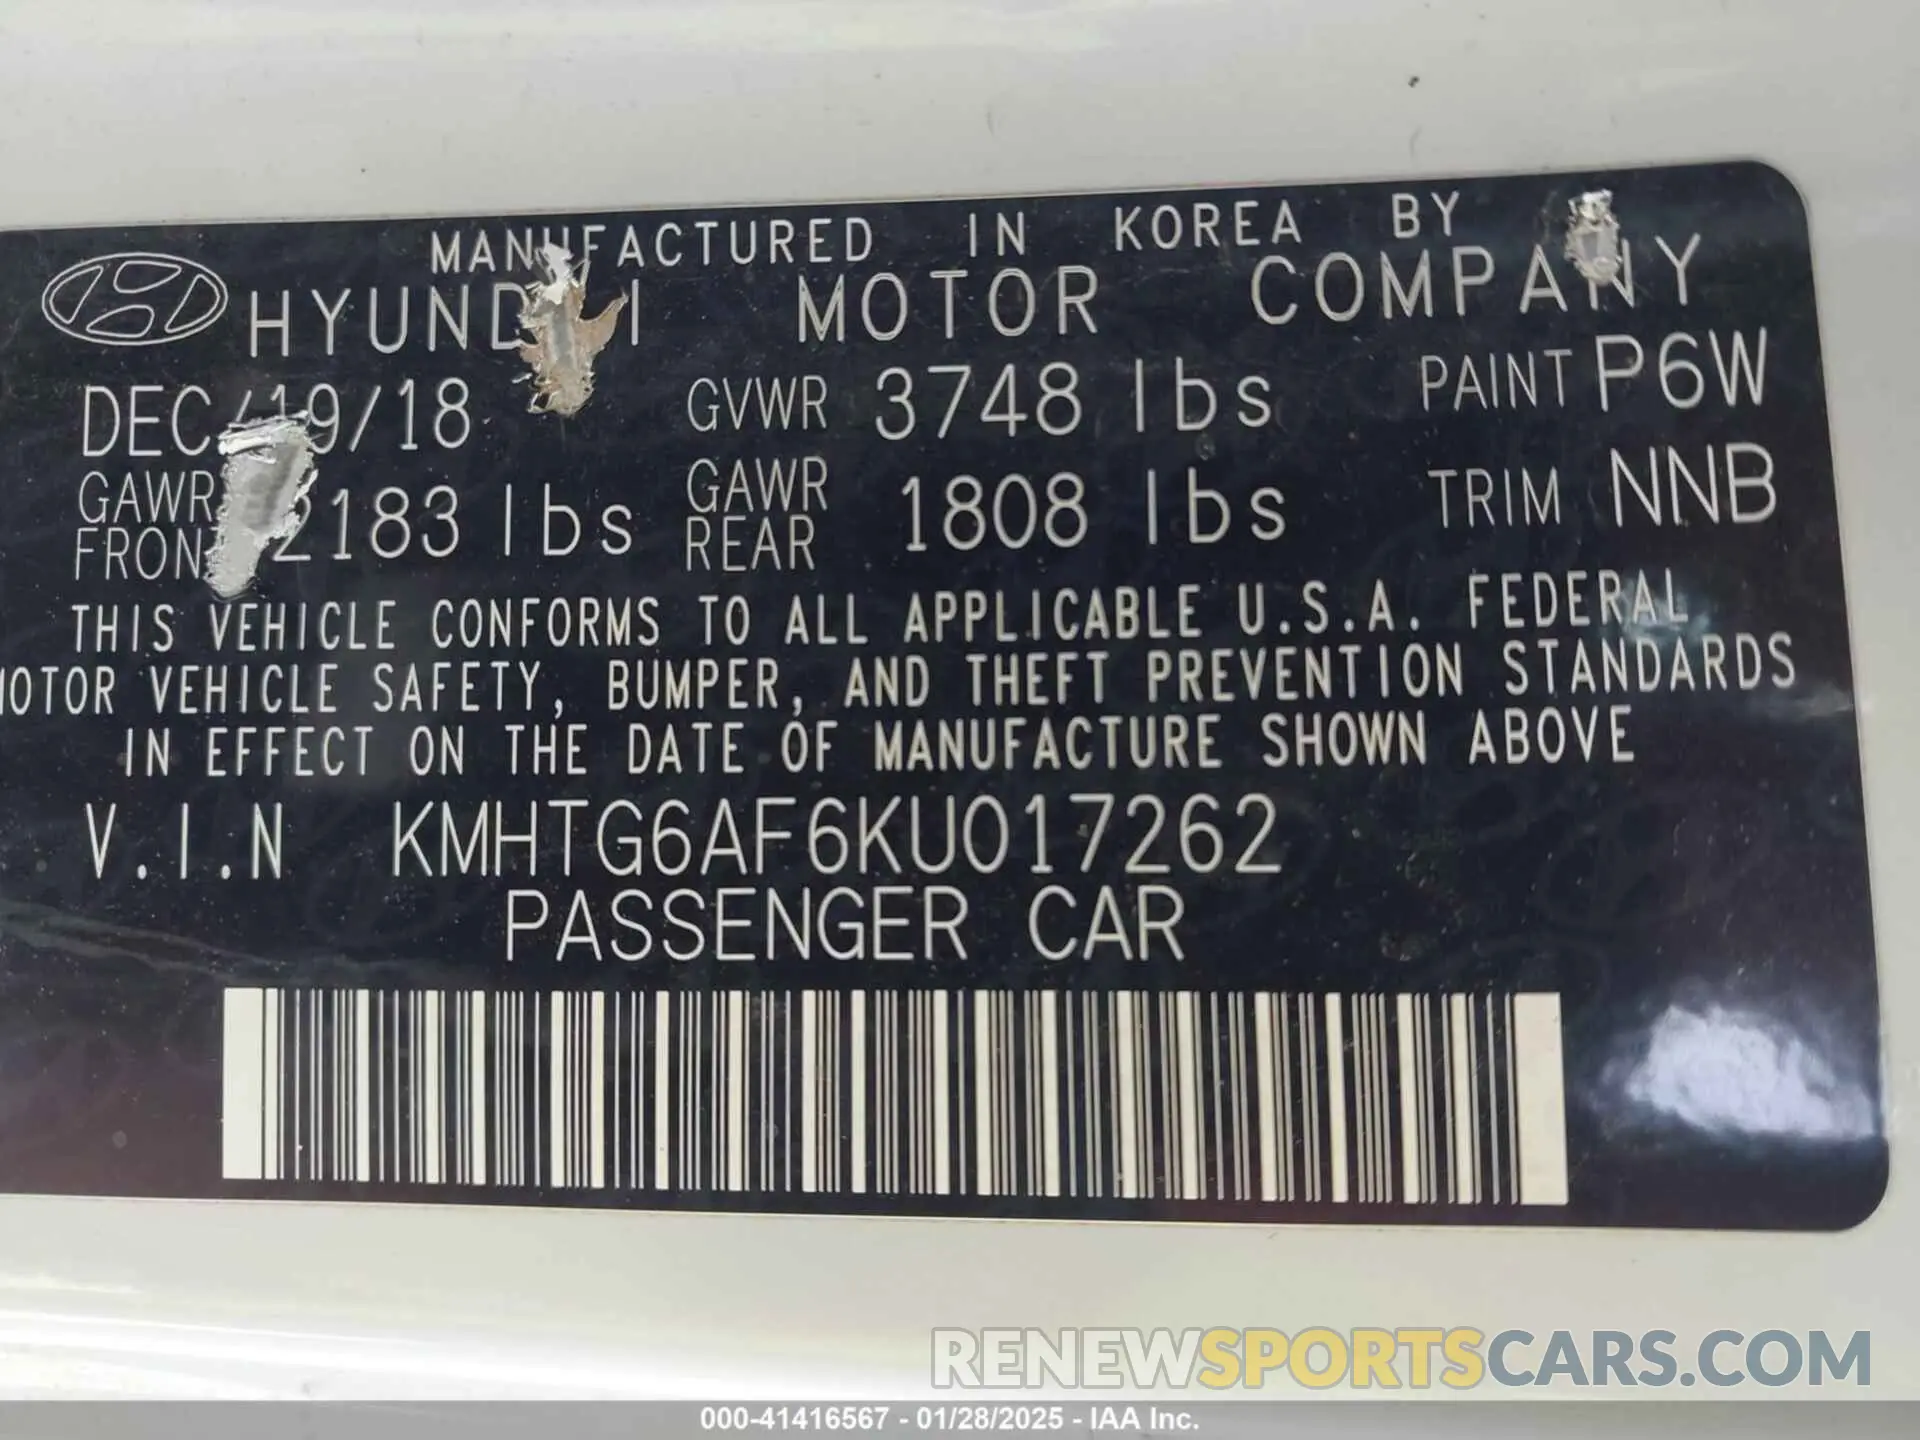 MANUFACTURED IN KOREA BY
HYUNDAI MOTOR COMPANY
DEC/19/18 GVWR 3748 lbs PAINT P6W
GAWR FRONT 2183 lbs GAWR REAR 1808 lbs TRIM NNB
THIS VEHICLE CONFORMS TO ALL APPLICABLE U.S.A. FEDERAL
MOTOR VEHICLE SAFETY, BUMPER, AND THEFT PREVENTION STANDARDS
IN EFFECT ON THE DATE OF MANUFACTURE SHOWN ABOVE
V.I.N KMHTG6AF6KU017262
PASSENGER CAR
RENEWSPORTSCARS.COM
000-41416567 - 01/28/2025 - IAA Inc.